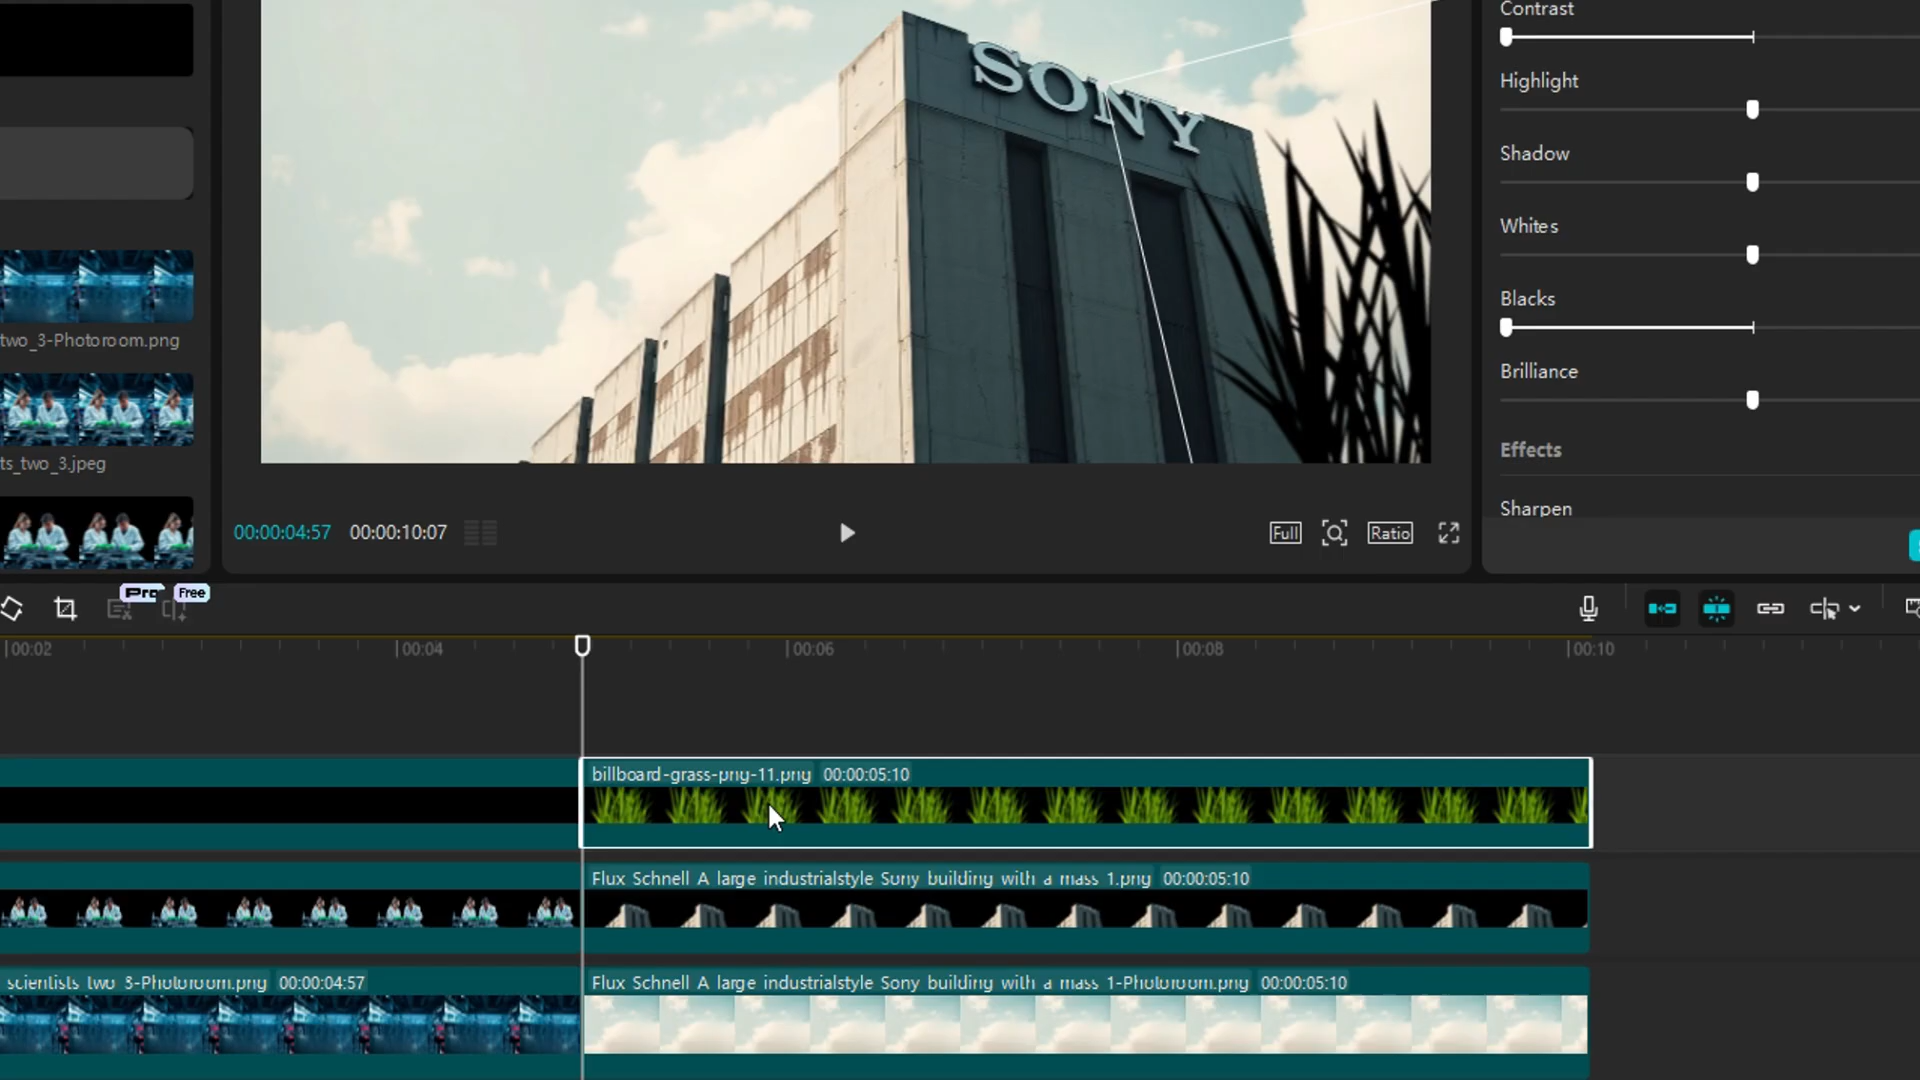 Contrast
SONY
Highlight
Shadow
Whites
Blacks
two_3-Photoroom.png
Brilliance
Effects
ts_two_3.jpeg
Sharpen
00:00:04:57 00:00:10:07
Full
Ratio
Pro
Free
00:02 00:04 00:06 00:08 00:10
billboard-grass-png-11.png 00:00:05:10
Flux Schnell A large industrialstyle Sony building with a mass 1.png 00:00:05:10
scientists two 3-Photoroom.png 00:00:04:57
Flux Schnell A large industrialstyle Sony building with a mass 1-Photoroom.png 00:00:05:10